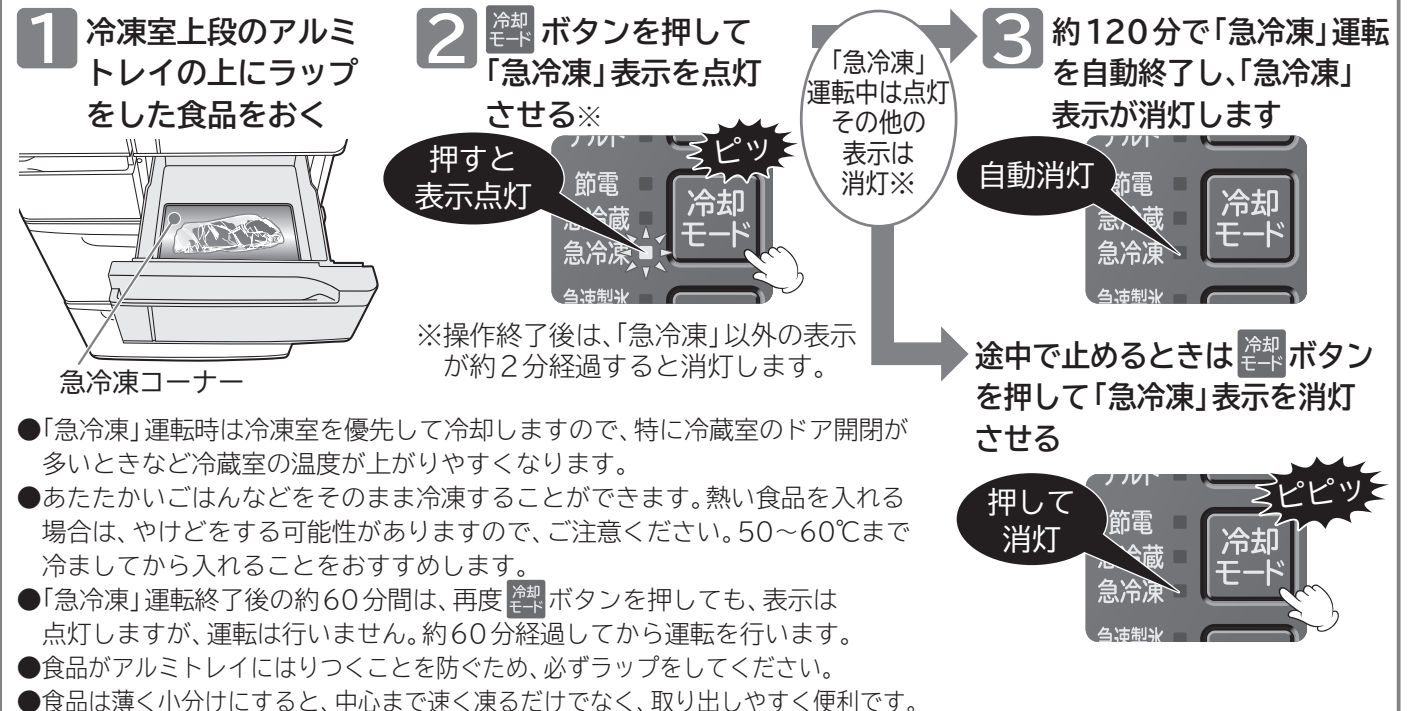 1 冷凍室上段のアルミ
トレイの上にラップ
をした食品をおく
急冷凍コーナー
2 冷却モード ボタンを押して
「急冷凍」表示を点灯
させる※
押すと
表示点灯
ピッ
節電
急冷蔵
急冷凍
冷却
モード
急速製氷
※操作終了後は、「急冷凍」以外の表示
が約2分経過すると消灯します。
「急冷凍」
運転中は点灯
その他の
表示は
消灯※
3 約120分で「急冷凍」運転
を自動終了し、「急冷凍」
表示が消灯します
自動消灯
節電
急冷蔵
急冷凍
冷却
モード
急速製氷
途中で止めるときは 冷却モード ボタン
を押して「急冷凍」表示を消灯
させる
押して
消灯
ピピッ
節電
急冷蔵
急冷凍
冷却
モード
急速製氷
●「急冷凍」運転時は冷凍室を優先して冷却しますので、特に冷蔵室のドア開閉が
多いときなど冷蔵室の温度が上がりやすくなります。
●あたたかいごはんなどをそのまま冷凍することができます。熱い食品を入れる
場合は、やけどをする可能性がありますので、ご注意ください。50～60℃まで
冷ましてから入れることをおすすめします。
●「急冷凍」運転終了後の約60分間は、再度 冷却モード ボタンを押しても、表示は
点灯しますが、運転は行いません。約60分経過してから運転を行います。
●食品がアルミトレイにはりつくことを防ぐため、必ずラップをしてください。
●食品は薄く小分けにすると、中心まで速く凍るだけでなく、取り出しやすく便利です。